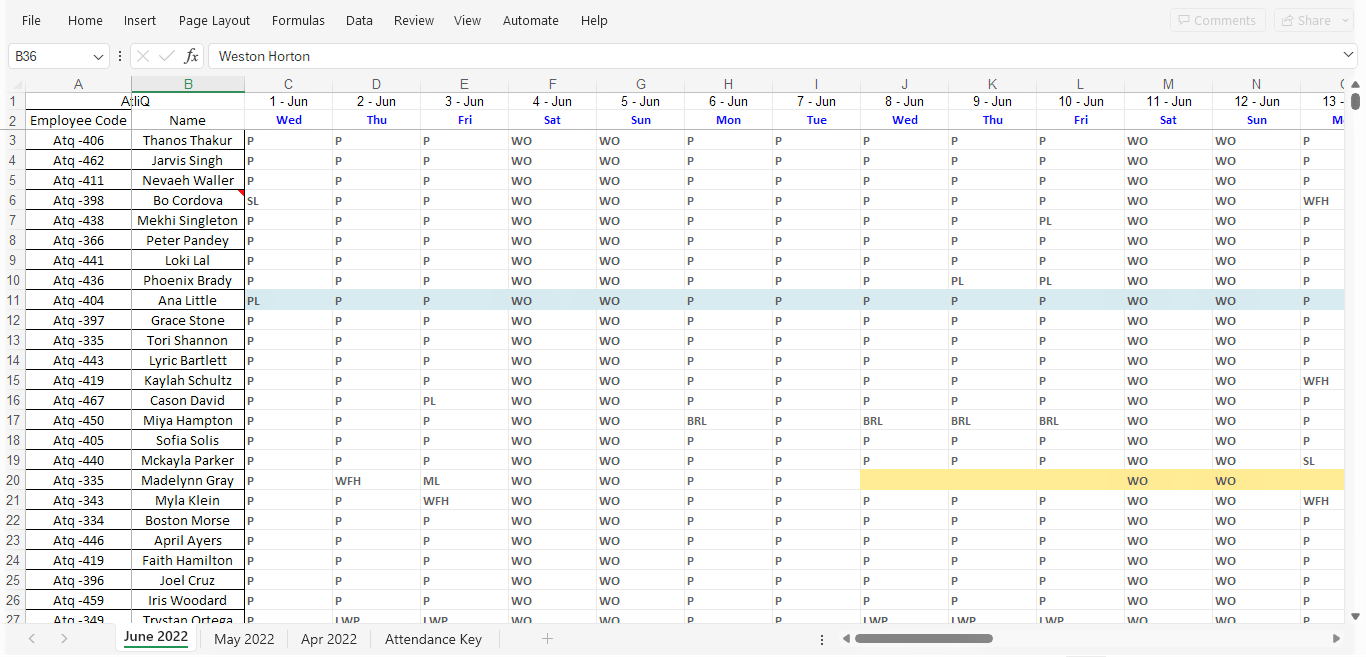 File Home Insert Page Layout Formulas Data Review View Automate Help Comments Share
B36 fx Weston Horton
A B C D E F G H I J K L M N
1 AtliQ 1 - Jun 2 - Jun 3 - Jun 4 - Jun 5 - Jun 6 - Jun 7 - Jun 8 - Jun 9 - Jun 10 - Jun 11 - Jun 12 - Jun 13 -
2 Employee Code Name Wed Thu Fri Sat Sun Mon Tue Wed Thu Fri Sat Sun M
3 Atq -406 Thanos Thakur P P P WO WO P P P P P WO WO P
4 Atq -462 Jarvis Singh P P P WO WO P P P P P WO WO P
5 Atq -411 Nevaeh Waller P P P WO WO P P P P P WO WO P
6 Atq -398 Bo Cordova SL P P WO WO P P P P P WO WO WFH
7 Atq -438 Mekhi Singleton P P P WO WO P P P P PL WO WO P
8 Atq -366 Peter Pandey P P P WO WO P P P P P WO WO P
9 Atq -441 Loki Lal P P P WO WO P P P P P WO WO P
10 Atq -436 Phoenix Brady P P P WO WO P P P PL PL WO WO P
11 Atq -404 Ana Little PL P P WO WO P P P P P WO WO P
12 Atq -397 Grace Stone P P P WO WO P P P P P WO WO P
13 Atq -335 Tori Shannon P P P WO WO P P P P P WO WO P
14 Atq -443 Lyric Bartlett P P P WO WO P P P P P WO WO P
15 Atq -419 Kaylah Schultz P P P WO WO P P P P P WO WO WFH
16 Atq -467 Cason David P P PL WO WO P P P P P WO WO P
17 Atq -450 Miya Hampton P P P WO WO BRL P BRL BRL BRL WO WO P
18 Atq -405 Sofia Solis P P P WO WO P P P P P WO WO P
19 Atq -440 Mckayla Parker P P P WO WO P P P P P WO WO SL
20 Atq -335 Madelynn Gray P WFH ML WO WO P P WO WO
21 Atq -343 Myla Klein P P WFH WO WO P P P P P WO WO WFH
22 Atq -334 Boston Morse P P P WO WO P P P P P WO WO P
23 Atq -446 April Ayers P P P WO WO P P P P P WO WO P
24 Atq -419 Faith Hamilton P P P WO WO P P P P P WO WO P
25 Atq -396 Joel Cruz P P P WO WO P P P P P WO WO P
26 Atq -459 Iris Woodard P P P WO WO P P P P P WO WO P
27 Atq -349 Trystan Ortega P LWP LWP WO WO P P LWP LWP LWP WO WO P
June 2022 May 2022 Apr 2022 Attendance Key